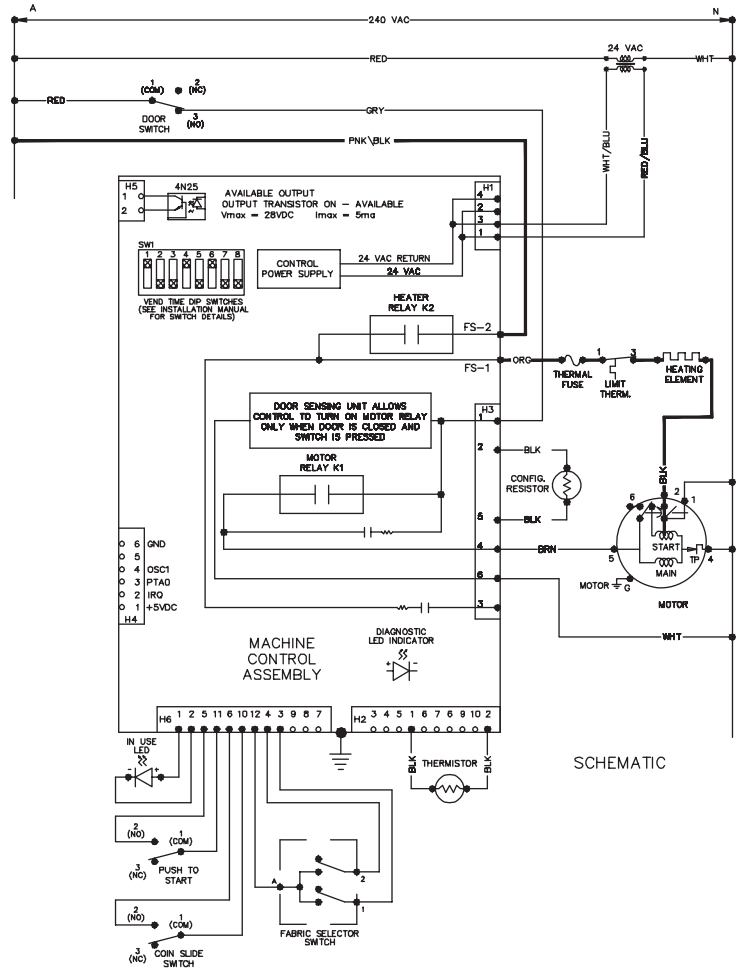 A
N
240 VAC
24 VAC
RED
WHT
1
(COM)
2
(NC)
RED
3
(NO)
DOOR
SWITCH
GRY
PNK\BLK
WHT/BLU
RED/BLU
H5
1
2
4N25
AVAILABLE OUTPUT
OUTPUT TRANSISTOR ON - AVAILABLE
Vmax = 28VDC Imax = 5ma
H1
4
2
3
1
SW1
1 2 3 4 5 6 7 8
VEND TIME DIP SWITCHES
(SEE INSTALLATION MANUAL
FOR SWITCH DETAILS)
CONTROL
POWER SUPPLY
24 VAC RETURN
24 VAC
HEATER
RELAY K2
FS-2
FS-1
ORG
THERMAL
FUSE
1
3
LIMIT
THERM.
HEATING
ELEMENT
DOOR SENSING UNIT ALLOWS
CONTROL TO TURN ON MOTOR RELAY
ONLY WHEN DOOR IS CLOSED AND
SWITCH IS PRESSED
H3
1
2
BLK
CONFIG.
RESISTOR
5
BLK
MOTOR
RELAY K1
4
BRN
6
3
BLK
6
2
1
START
5
TP
4
MAIN
MOTOR
G
MOTOR
WHT
6 GND
5
4 OSC1
3 PTA0
2 IRQ
1 +5VDC
H4
DIAGNOSTIC
LED INDICATOR
+
-
MACHINE
CONTROL
ASSEMBLY
H6
1 2 5 11 6 10 12 4 3 9 8 7
H2
3 4 5 1 6 7 8 9 10 2
IN USE
LED
-
+
BLK
THERMISTOR
BLK
SCHEMATIC
2
(NO)
1
(COM)
3
(NC)
PUSH TO
START
2
(NO)
1
(COM)
3
(NC)
COIN SLIDE
SWITCH
A
2
1
FABRIC SELECTOR
SWITCH